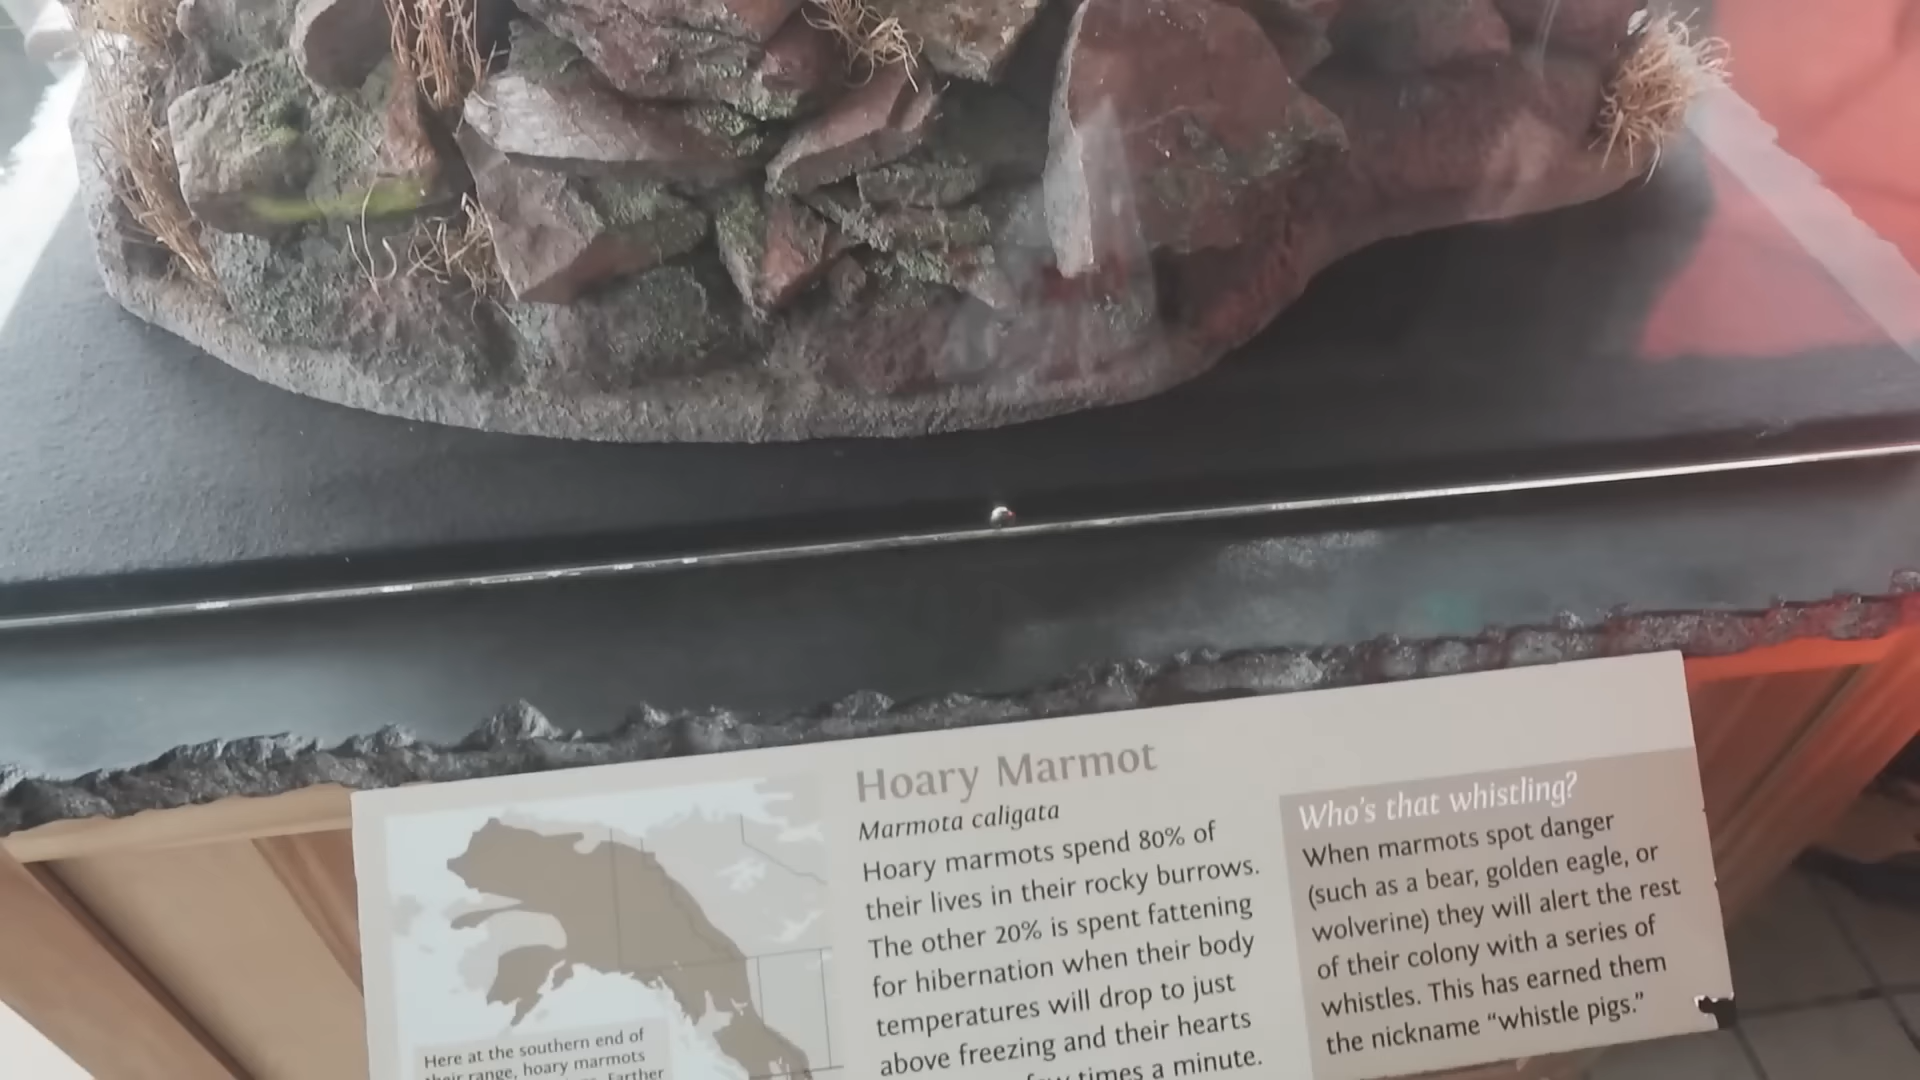 Hoary Marmot
Marmota caligata
Hoary marmots spend 80% of
their lives in their rocky burrows.
The other 20% is spent fattening
for hibernation when their body
temperatures will drop to just
above freezing and their hearts
few times a minute.
Who's that whistling?
When marmots spot danger
(such as a bear, golden eagle, or
wolverine) they will alert the rest
of their colony with a series of
whistles. This has earned them
the nickname “whistle pigs.”
Here at the southern end of
their range, hoary marmots
Farther